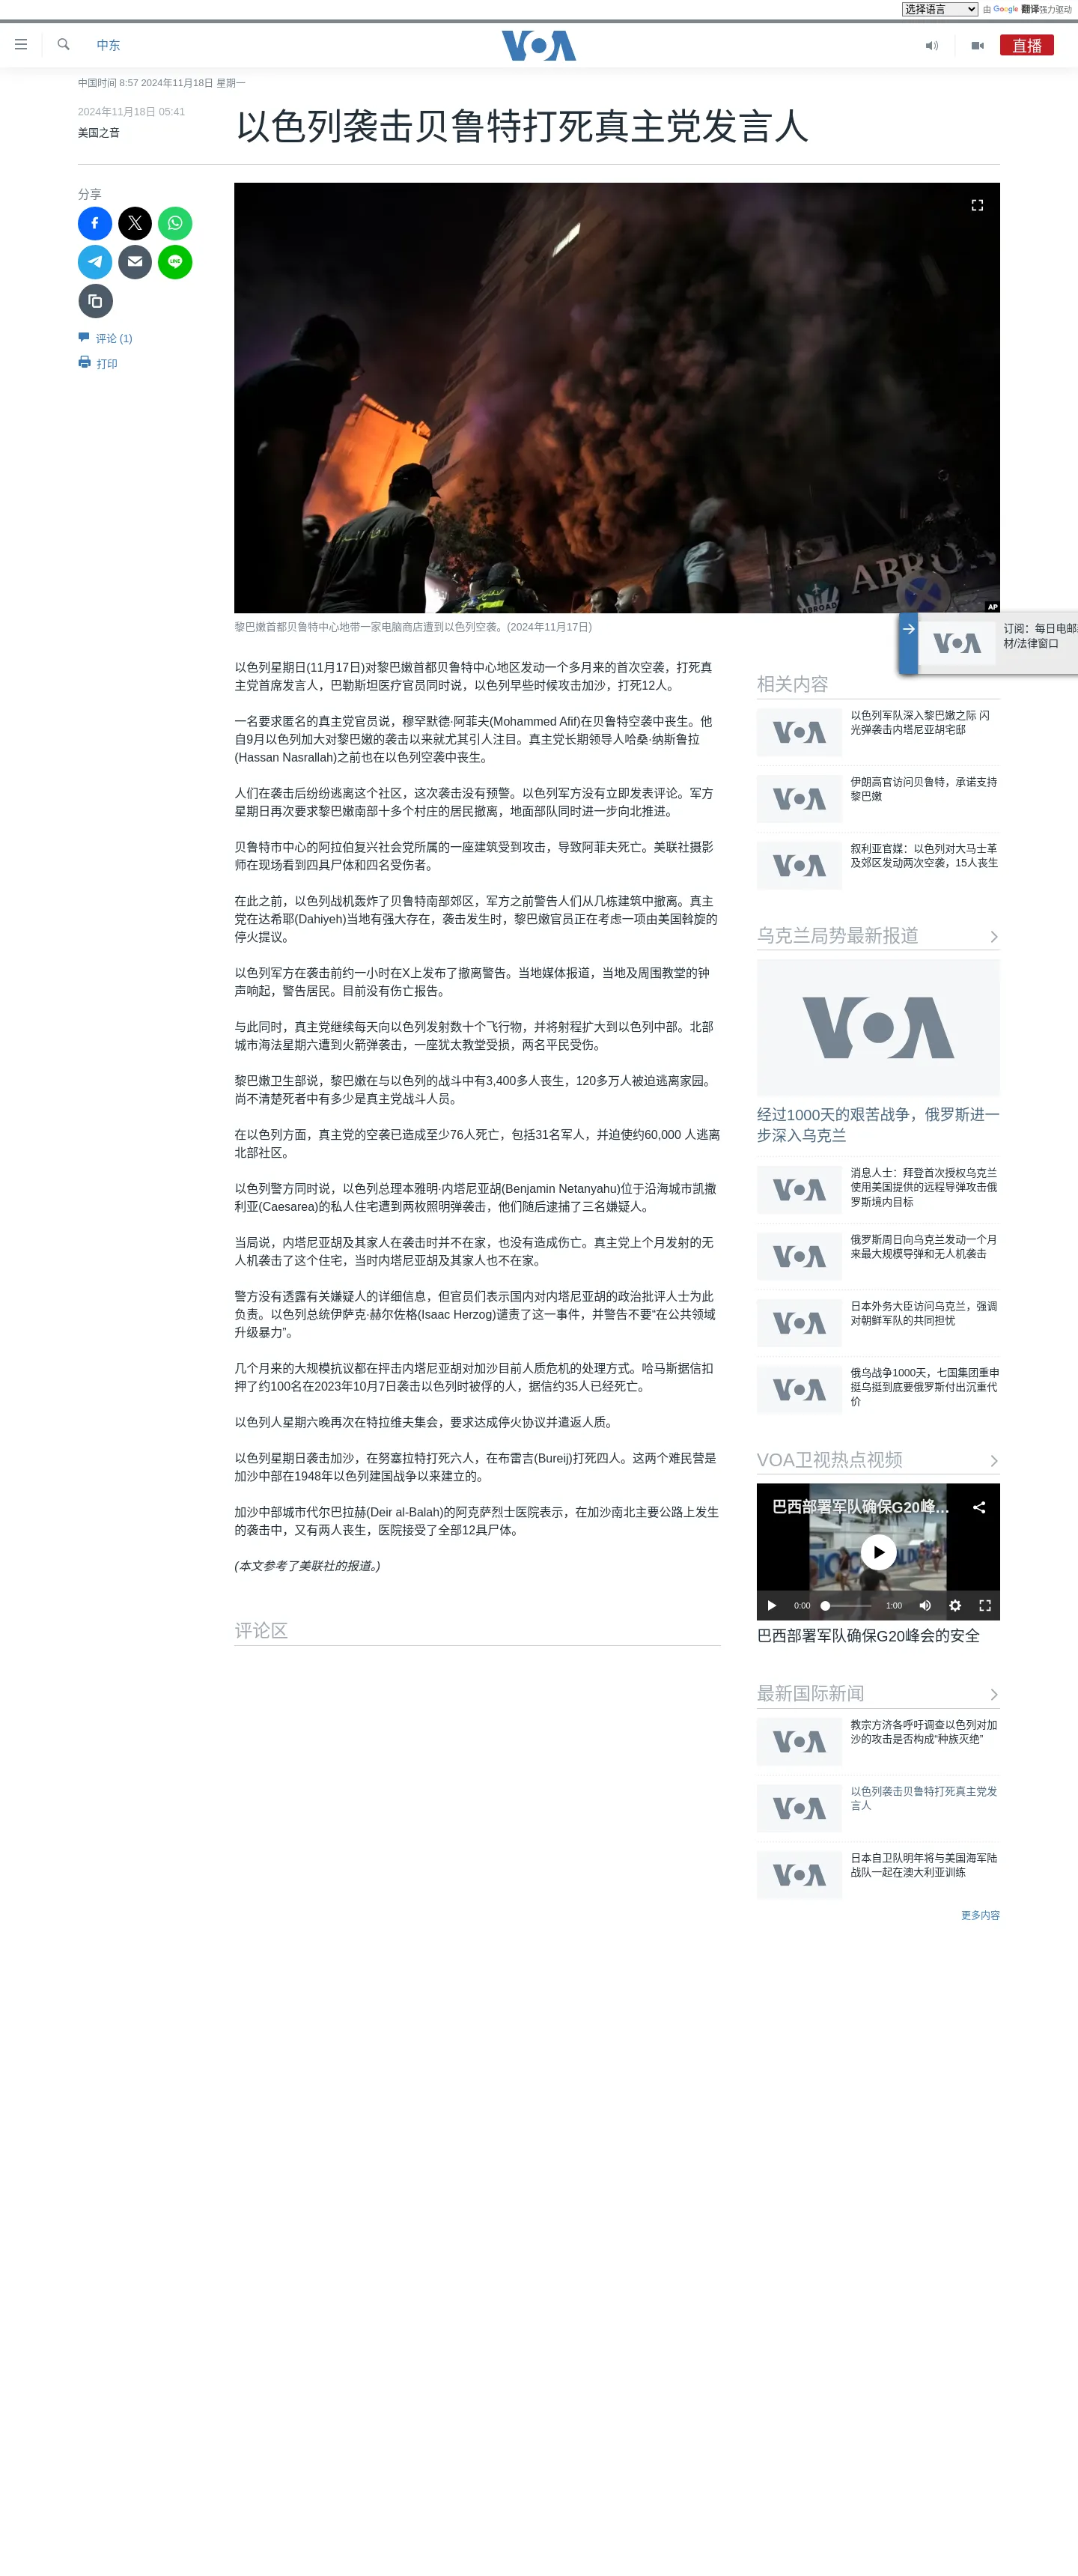 选择语言
由 Google 翻译强力驱动
中东
VOA
直播
中国时间 8:57 2024年11月18日 星期一
2024年11月18日 05:41
美国之音
以色列袭击贝鲁特打死真主党发言人
分享
LINE
评论 (1)
打印
ABRO
ABROAD
AP
黎巴嫩首都贝鲁特中心地带一家电脑商店遭到以色列空袭。(2024年11月17日)
VOA
订阅：每日电邮
材/法律窗口
以色列星期日(11月17日)对黎巴嫩首都贝鲁特中心地区发动一个多月来的首次空袭，打死真
主党首席发言人，巴勒斯坦医疗官员同时说，以色列早些时候攻击加沙，打死12人。
一名要求匿名的真主党官员说，穆罕默德·阿菲夫(Mohammed Afif)在贝鲁特空袭中丧生。他
自9月以色列加大对黎巴嫩的袭击以来就尤其引人注目。真主党长期领导人哈桑·纳斯鲁拉
(Hassan Nasrallah)之前也在以色列空袭中丧生。
人们在袭击后纷纷逃离这个社区，这次袭击没有预警。以色列军方没有立即发表评论。军方
星期日再次要求黎巴嫩南部十多个村庄的居民撤离，地面部队同时进一步向北推进。
贝鲁特市中心的阿拉伯复兴社会党所属的一座建筑受到攻击，导致阿菲夫死亡。美联社摄影
师在现场看到四具尸体和四名受伤者。
在此之前，以色列战机轰炸了贝鲁特南部郊区，军方之前警告人们从几栋建筑中撤离。真主
党在达希耶(Dahiyeh)当地有强大存在，袭击发生时，黎巴嫩官员正在考虑一项由美国斡旋的
停火提议。
以色列军方在袭击前约一小时在X上发布了撤离警告。当地媒体报道，当地及周围教堂的钟
声响起，警告居民。目前没有伤亡报告。
与此同时，真主党继续每天向以色列发射数十个飞行物，并将射程扩大到以色列中部。北部
城市海法星期六遭到火箭弹袭击，一座犹太教堂受损，两名平民受伤。
黎巴嫩卫生部说，黎巴嫩在与以色列的战斗中有3,400多人丧生，120多万人被迫逃离家园。
尚不清楚死者中有多少是真主党战斗人员。
在以色列方面，真主党的空袭已造成至少76人死亡，包括31名军人，并迫使约60,000 人逃离
北部社区。
以色列警方同时说，以色列总理本雅明·内塔尼亚胡(Benjamin Netanyahu)位于沿海城市凯撒
利亚(Caesarea)的私人住宅遭到两枚照明弹袭击，他们随后逮捕了三名嫌疑人。
当局说，内塔尼亚胡及其家人在袭击时并不在家，也没有造成伤亡。真主党上个月发射的无
人机袭击了这个住宅，当时内塔尼亚胡及其家人也不在家。
警方没有透露有关嫌疑人的详细信息，但官员们表示国内对内塔尼亚胡的政治批评人士为此
负责。以色列总统伊萨克·赫尔佐格(Isaac Herzog)谴责了这一事件，并警告不要“在公共领域
升级暴力”。
几个月来的大规模抗议都在抨击内塔尼亚胡对加沙目前人质危机的处理方式。哈马斯据信扣
押了约100名在2023年10月7日袭击以色列时被俘的人，据信约35人已经死亡。
以色列人星期六晚再次在特拉维夫集会，要求达成停火协议并遣返人质。
以色列星期日袭击加沙，在努塞拉特打死六人，在布雷吉(Bureij)打死四人。这两个难民营是
加沙中部在1948年以色列建国战争以来建立的。
加沙中部城市代尔巴拉赫(Deir al-Balah)的阿克萨烈士医院表示，在加沙南北主要公路上发生
的袭击中，又有两人丧生，医院接受了全部12具尸体。
(本文参考了美联社的报道。)
评论区
相关内容
VOA
以色列军队深入黎巴嫩之际 闪
光弹袭击内塔尼亚胡宅邸
VOA
伊朗高官访问贝鲁特，承诺支持
黎巴嫩
VOA
叙利亚官媒：以色列对大马士革
及郊区发动两次空袭，15人丧生
乌克兰局势最新报道
VOA
经过1000天的艰苦战争，俄罗斯进一
步深入乌克兰
VOA
消息人士：拜登首次授权乌克兰
使用美国提供的远程导弹攻击俄
罗斯境内目标
VOA
俄罗斯周日向乌克兰发动一个月
来最大规模导弹和无人机袭击
VOA
日本外务大臣访问乌克兰，强调
对朝鲜军队的共同担忧
VOA
俄乌战争1000天，七国集团重申
挺乌挺到底要俄罗斯付出沉重代
价
VOA卫视热点视频
巴西部署军队确保G20峰…
0:00
1:00
巴西部署军队确保G20峰会的安全
最新国际新闻
VOA
教宗方济各呼吁调查以色列对加
沙的攻击是否构成“种族灭绝”
VOA
以色列袭击贝鲁特打死真主党发
言人
VOA
日本自卫队明年将与美国海军陆
战队一起在澳大利亚训练
更多内容